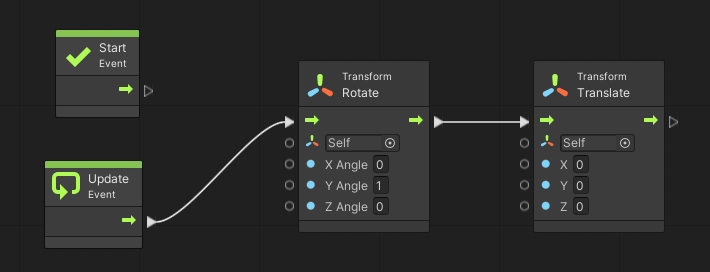 Start
Event
Update
Event
Transform
Rotate
Self
X Angle 0
Y Angle 1
Z Angle 0
Transform
Translate
Self
X 0
Y 0
Z 0